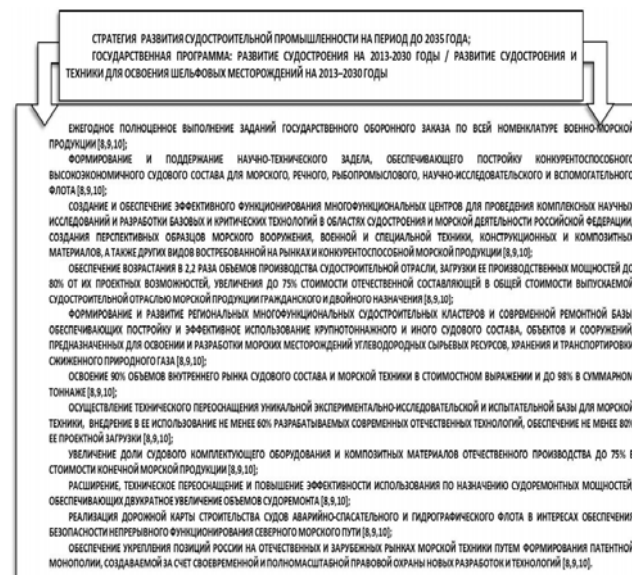 СТРАТЕГИЯ РАЗВИТИЯ СУДОСТРОИТЕЛЬНОЙ ПРОМЫШЛЕННОСТИ НА ПЕРИОД ДО 2035 ГОДА;
ГОСУДАРСТВЕННАЯ ПРОГРАММА: РАЗВИТИЕ СУДОСТРОЕНИЯ НА 2013-2030 ГОДЫ / РАЗВИТИЕ СУДОСТРОЕНИЯ И
ТЕХНИКИ ДЛЯ ОСВОЕНИЯ ШЕЛЬФОВЫХ МЕСТОРОЖДЕНИЙ НА 2013–2030 ГОДЫ
ЕЖЕГОДНОЕ ПОЛНОЦЕННОЕ ВЫПОЛНЕНИЕ ЗАДАНИЙ ГОСУДАРСТВЕННОГО ОБОРОННОГО ЗАКАЗА ПО ВСЕЙ НОМЕНКЛАТУРЕ ВОЕННО-МОРСКОЙ
ПРОДУКЦИИ [8,9,10];
ФОРМИРОВАНИЕ И ПОДДЕРЖАНИЕ НАУЧНО-ТЕХНИЧЕСКОГО ЗАДЕЛА, ОБЕСПЕЧИВАЮЩЕГО ПОСТРОЙКУ КОНКУРЕНТОСПОСОБНОГО
ВЫСОКОЭКОНОМИЧНОГО СУДОВОГО СОСТАВА ДЛЯ МОРСКОГО, РЕЧНОГО, РЫБОПРОМЫСЛОВОГО, НАУЧНО-ИССЛЕДОВАТЕЛЬСКОГО И ВСПОМОГАТЕЛЬНОГО
ФЛОТА [8,9,10];
СОЗДАНИЕ И ОБЕСПЕЧЕНИЕ ЭФФЕКТИВНОГО ФУНКЦИОНИРОВАНИЯ МНОГОФУНКЦИОНАЛЬНЫХ ЦЕНТРОВ ДЛЯ ПРОВЕДЕНИЯ КОМПЛЕКСНЫХ НАУЧНЫХ
ИССЛЕДОВАНИЙ И РАЗРАБОТКИ БАЗОВЫХ И КРИТИЧЕСКИХ ТЕХНОЛОГИЙ В ОБЛАСТЯХ СУДОСТРОЕНИЯ И МОРСКОЙ ДЕЯТЕЛЬНОСТИ РОССИЙСКОЙ ФЕДЕРАЦИИ,
СОЗДАНИЯ ПЕРСПЕКТИВНЫХ ОБРАЗЦОВ МОРСКОГО ВООРУЖЕНИЯ, ВОЕННОЙ И СПЕЦИАЛЬНОЙ ТЕХНИКИ, КОНСТРУКЦИОННЫХ И КОМПОЗИТНЫХ
МАТЕРИАЛОВ, А ТАКЖЕ ДРУГИХ ВИДОВ ВОСТРЕБОВАННОЙ НА РЫНКАХ И КОНКУРЕНТОСПОСОБНОЙ МОРСКОЙ ПРОДУКЦИИ [8,9,10];
ОБЕСПЕЧЕНИЕ ВОЗРАСТАНИЯ В 2,2 РАЗА ОБЪЕМОВ ПРОИЗВОДСТВА СУДОСТРОИТЕЛЬНОЙ ОТРАСЛИ, ЗАГРУЗКИ ЕЕ ПРОИЗВОДСТВЕННЫХ МОЩНОСТЕЙ ДО
80% ОТ ИХ ПРОЕКТНЫХ ВОЗМОЖНОСТЕЙ, УВЕЛИЧЕНИЯ ДО 75% СТОИМОСТИ ОТЕЧЕСТВЕННОЙ СОСТАВЛЯЮЩЕЙ В ОБЩЕЙ СТОИМОСТИ ВЫПУСКАЕМОЙ
СУДОСТРОИТЕЛЬНОЙ ОТРАСЛЬЮ МОРСКОЙ ПРОДУКЦИИ ГРАЖДАНСКОГО И ДВОЙНОГО НАЗНАЧЕНИЯ [8,9,10];
ФОРМИРОВАНИЕ И РАЗВИТИЕ РЕГИОНАЛЬНЫХ МНОГОФУНКЦИОНАЛЬНЫХ СУДОСТРОИТЕЛЬНЫХ КЛАСТЕРОВ И СОВРЕМЕННОЙ РЕМОНТНОЙ БАЗЫ,
ОБЕСПЕЧИВАЮЩИХ ПОСТРОЙКУ И ЭФФЕКТИВНОЕ ИСПОЛЬЗОВАНИЕ КРУПНОТОННАЖНОГО И ИНОГО СУДОВОГО СОСТАВА, ОБЪЕКТОВ И СООРУЖЕНИЙ,
ПРЕДНАЗНАЧЕННЫХ ДЛЯ ОСВОЕНИИ И РАЗРАБОТКИ МОРСКИХ МЕСТОРОЖДЕНИЙ УГЛЕВОДОРОДНЫХ СЫРЬЕВЫХ РЕСУРСОВ, ХРАНЕНИЯ И ТРАНСПОРТИРОВКИ
СЖИЖЕННОГО ПРИРОДНОГО ГАЗА [8,9,10];
ОСВОЕНИЕ 90% ОБЪЕМОВ ВНУТРЕННЕГО РЫНКА СУДОВОГО СОСТАВА И МОРСКОЙ ТЕХНИКИ В СТОИМОСТНОМ ВЫРАЖЕНИИ И ДО 98% В СУММАРНОМ
ТОННАЖЕ [8,9,10];
ОСУЩЕСТВЛЕНИЕ ТЕХНИЧЕСКОГО ПЕРЕОСНАЩЕНИЯ УНИКАЛЬНОЙ ЭКСПЕРИМЕНТАЛЬНО-ИССЛЕДОВАТЕЛЬСКОЙ И ИСПЫТАТЕЛЬНОЙ БАЗЫ ДЛЯ МОРСКОЙ
ТЕХНИКИ, ВНЕДРЕНИЕ В ЕЕ ИСПОЛЬЗОВАНИЕ НЕ МЕНЕЕ 60% РАЗРАБАТЫВАЕМЫХ СОВРЕМЕННЫХ ОТЕЧЕСТВЕННЫХ ТЕХНОЛОГИЙ, ОБЕСПЕЧЕНИЕ НЕ МЕНЕЕ 80%
ЕЕ ПРОЕКТНОЙ ЗАГРУЗКИ [8,9,10];
УВЕЛИЧЕНИЕ ДОЛИ СУДОВОГО КОМПЛЕКТУЮЩЕГО ОБОРУДОВАНИЯ И КОМПОЗИТНЫХ МАТЕРИАЛОВ ОТЕЧЕСТВЕННОГО ПРОИЗВОДСТВА ДО 75% В
СТОИМОСТИ КОНЕЧНОЙ МОРСКОЙ ПРОДУКЦИИ [8,9,10];
РАСШИРЕНИЕ, ТЕХНИЧЕСКОЕ ПЕРЕОСНАЩЕНИЕ И ПОВЫШЕНИЕ ЭФФЕКТИВНОСТИ ИСПОЛЬЗОВАНИЯ ПО НАЗНАЧЕНИЮ СУДОРЕМОНТНЫХ МОЩНОСТЕЙ,
ОБЕСПЕЧИВАЮЩИХ ДВУКРАТНОЕ УВЕЛИЧЕНИЕ ОБЪЕМОВ СУДОРЕМОНТА [8,9,10];
РЕАЛИЗАЦИЯ ДОРОЖНОЙ КАРТЫ СТРОИТЕЛЬСТВА СУДОВ АВАРИЙНО-СПАСАТЕЛЬНОГО И ГИДРОГРАФИЧЕСКОГО ФЛОТА В ИНТЕРЕСАХ ОБЕСПЕЧЕНИЯ
БЕЗОПАСНОСТИ НЕПРЕРЫВНОГО ФУНКЦИОНИРОВАНИЯ СЕВЕРНОГО МОРСКОГО ПУТИ [8,9,10];
ОБЕСПЕЧЕНИЕ УКРЕПЛЕНИЯ ПОЗИЦИЙ РОССИИ НА ОТЕЧЕСТВЕННЫХ И ЗАРУБЕЖНЫХ РЫНКАХ МОРСКОЙ ТЕХНИКИ ПУТЕМ ФОРМИРОВАНИЯ ПАТЕНТНОЙ
МОНОПОЛИИ, СОЗДАВАЕМОЙ ЗА СЧЕТ СВОЕВРЕМЕННОЙ И ПОЛНОМАСШТАБНОЙ ПРАВОВОЙ ОХРАНЫ НОВЫХ РАЗРАБОТОК И ТЕХНОЛОГИЙ [8,9,10].